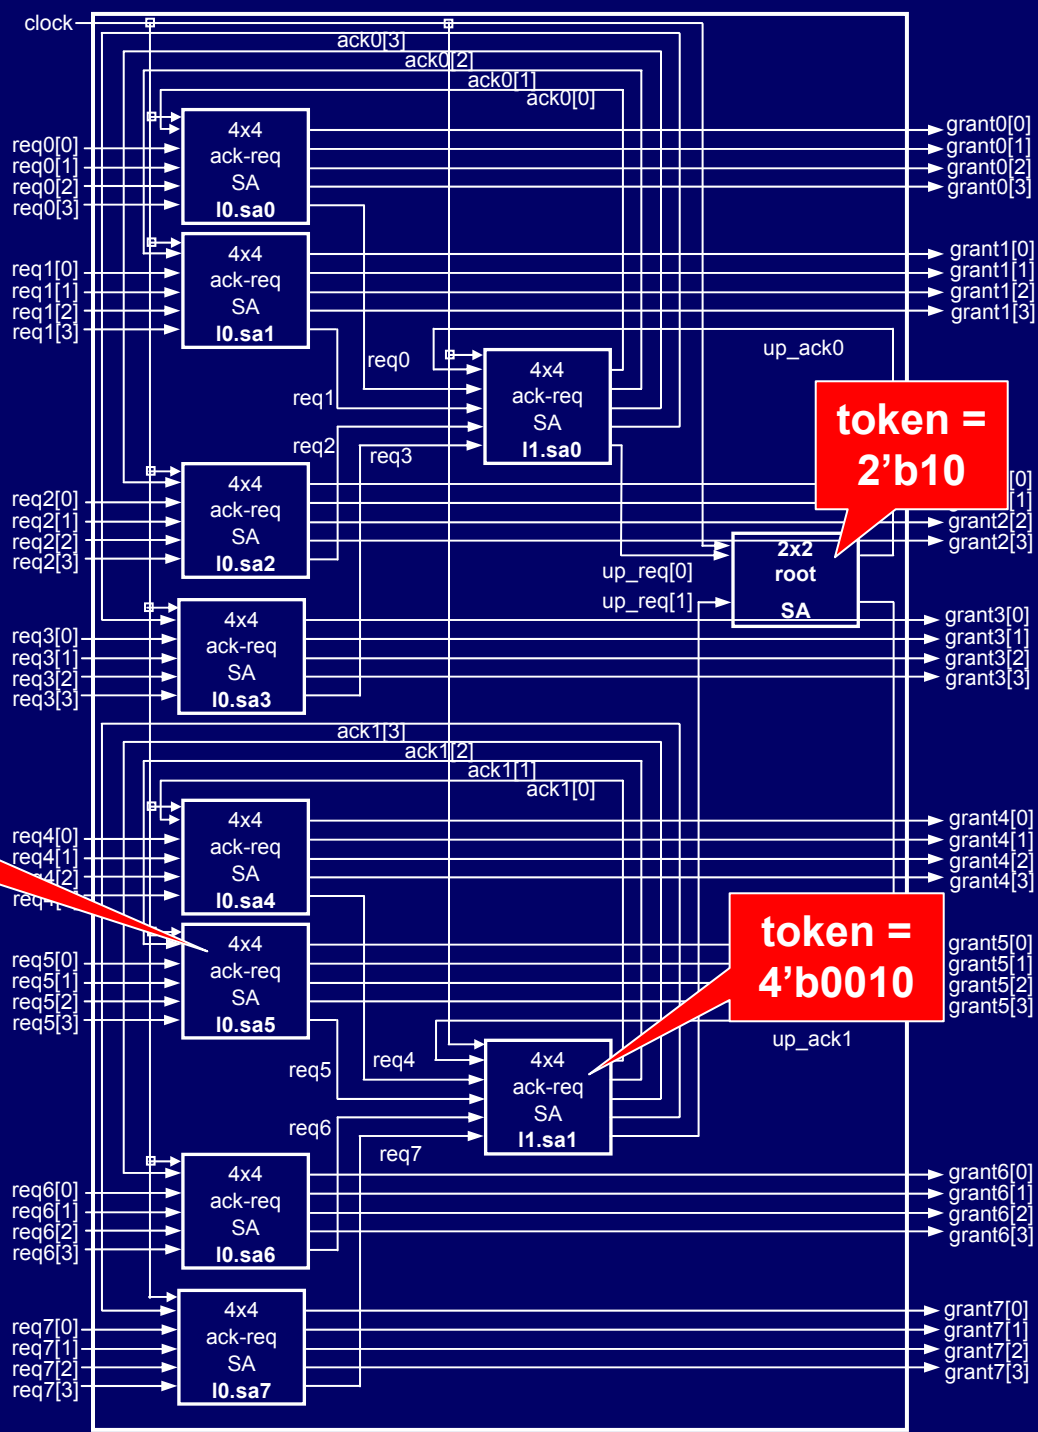 clock
ack0[3]
ack0[2]
ack0[1]
ack0[0]
4x4
ack-req
SA
l0.sa0
req0[0]
req0[1]
req0[2]
req0[3]
grant0[0]
grant0[1]
grant0[2]
grant0[3]
4x4
ack-req
SA
l0.sa1
req1[0]
req1[1]
req1[2]
req1[3]
grant1[0]
grant1[1]
grant1[2]
grant1[3]
req0
req1
req2
req3
4x4
ack-req
SA
l1.sa0
up_ack0
token =
2’b10
4x4
ack-req
SA
l0.sa2
req2[0]
req2[1]
req2[2]
req2[3]
[0]
[1]
grant2[2]
grant2[3]
up_req[0]
up_req[1]
2x2
root
SA
4x4
ack-req
SA
l0.sa3
req3[0]
req3[1]
req3[2]
req3[3]
grant3[0]
grant3[1]
grant3[2]
grant3[3]
ack1[3]
ack1[2]
ack1[1]
ack1[0]
4x4
ack-req
SA
l0.sa4
req4[0]
req4[1]
req4[2]
grant4[0]
grant4[1]
grant4[2]
grant4[3]
token =
4’b0010
4x4
ack-req
SA
l0.sa5
req5[0]
req5[1]
req5[2]
req5[3]
grant5[0]
grant5[1]
grant5[2]
grant5[3]
up_ack1
req5
req4
req6
req7
4x4
ack-req
SA
l1.sa1
4x4
ack-req
SA
l0.sa6
req6[0]
req6[1]
req6[2]
req6[3]
grant6[0]
grant6[1]
grant6[2]
grant6[3]
4x4
ack-req
SA
l0.sa7
req7[0]
req7[1]
req7[2]
req7[3]
grant7[0]
grant7[1]
grant7[2]
grant7[3]